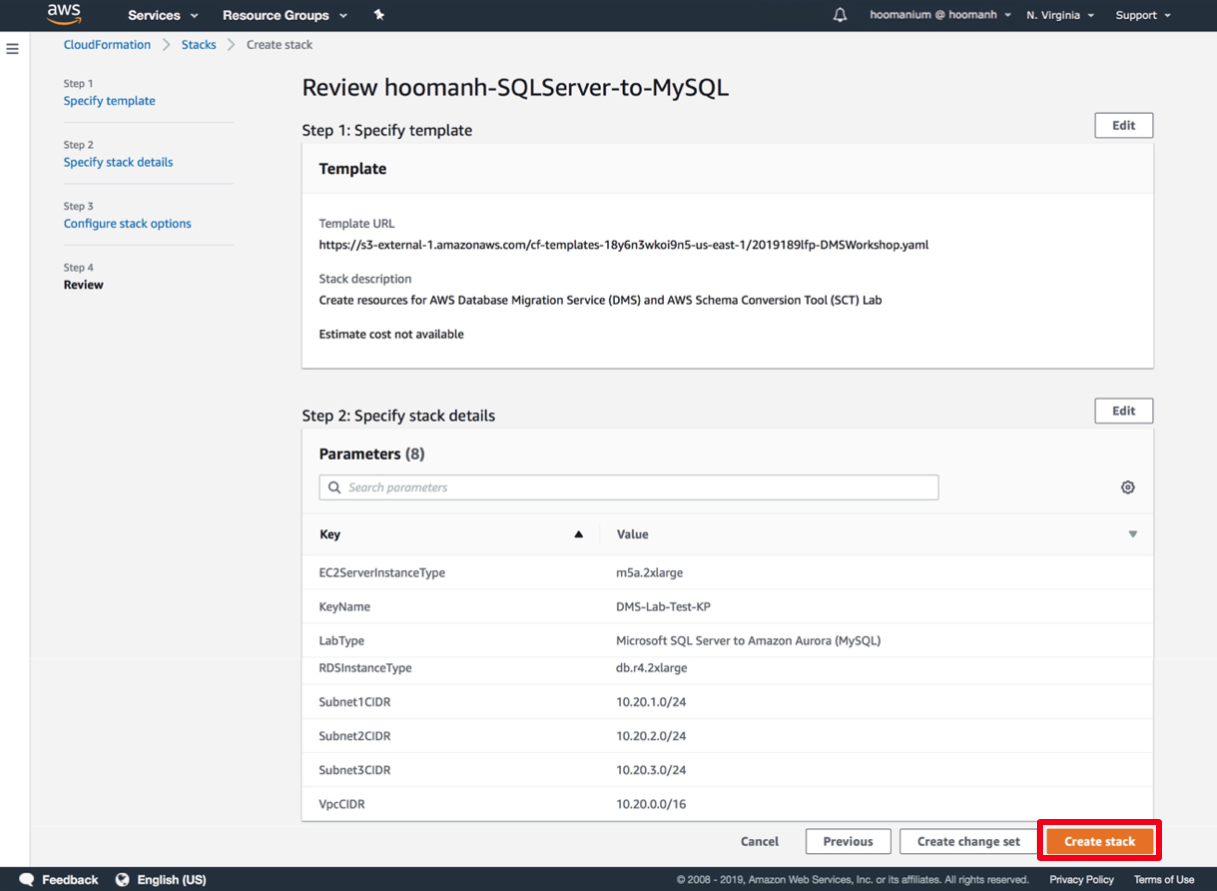 aws Services Resource Groups hoomanium @ hoomanh N. Virginia Support
CloudFormation Stacks Create stack
Step 1
Specify template
Step 2
Specify stack details
Step 3
Configure stack options
Step 4
Review
Review hoomanh-SQLServer-to-MySQL
Step 1: Specify template Edit
Template
Template URL
https://s3-external-1.amazonaws.com/cf-templates-18y6n3wkoi9n5-us-east-1/2019189lfp-DMSWorkshop.yaml
Stack description
Create resources for AWS Database Migration Service (DMS) and AWS Schema Conversion Tool (SCT) Lab
Estimate cost not available
Step 2: Specify stack details Edit
Parameters (8)
Search parameters
Key Value
EC2ServerInstanceType m5a.2xlarge
KeyName DMS-Lab-Test-KP
LabType Microsoft SQL Server to Amazon Aurora (MySQL)
RDSInstanceType db.r4.2xlarge
Subnet1CIDR 10.20.1.0/24
Subnet2CIDR 10.20.2.0/24
Subnet3CIDR 10.20.3.0/24
VpcCIDR 10.20.0.0/16
Cancel Previous Create change set Create stack
Feedback English (US) © 2008 - 2019, Amazon Web Services, Inc. or its affiliates. All rights reserved. Privacy Policy Terms of Use